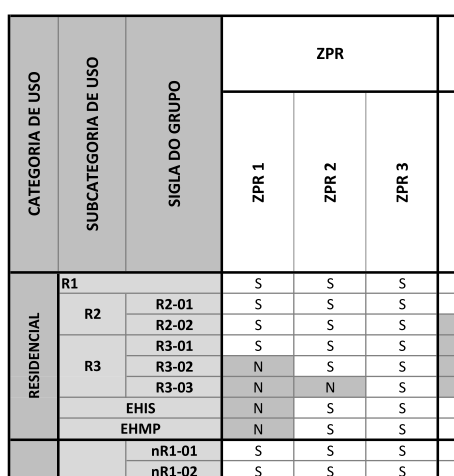 CATEGORIA DE USO SUBCATEGORIA DE USO SIGLA DO GRUPO ZPR
ZPR 1 ZPR 2 ZPR 3
RESIDENCIAL
R1 S S S
R2 R2-01 S S S
R2-02 S S S
R3 R3-01 S S S
R3-02 N S S
R3-03 N N S
EHIS N S S
EHMP N S S
nR1-01 S S S
nR1-02 S S S